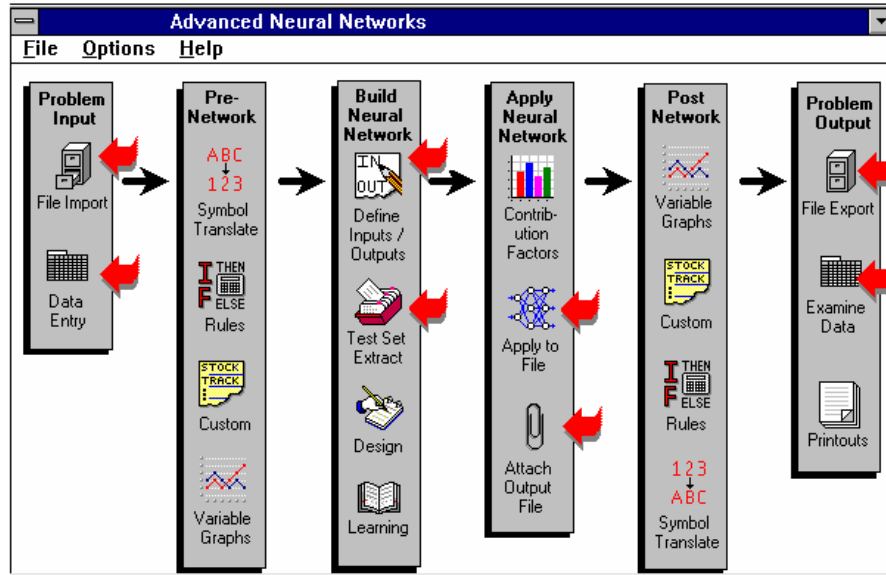 Advanced Neural Networks
File Options Help
Problem
Input
File Import
Data
Entry
Pre-
Network
ABC
123
Symbol
Translate
IF THEN
ELSE
Rules
STOCK
TRACK
Custom
Variable
Graphs
Build
Neural
Network
IN
OUT
Define
Inputs /
Outputs
Test Set
Extract
Design
Learning
Apply
Neural
Network
Contrib-
ution
Factors
Apply to
File
Attach
Output
File
Post
Network
Variable
Graphs
STOCK
TRACK
Custom
IF THEN
ELSE
Rules
123
ABC
Symbol
Translate
Problem
Output
File Export
Examine
Data
Printouts